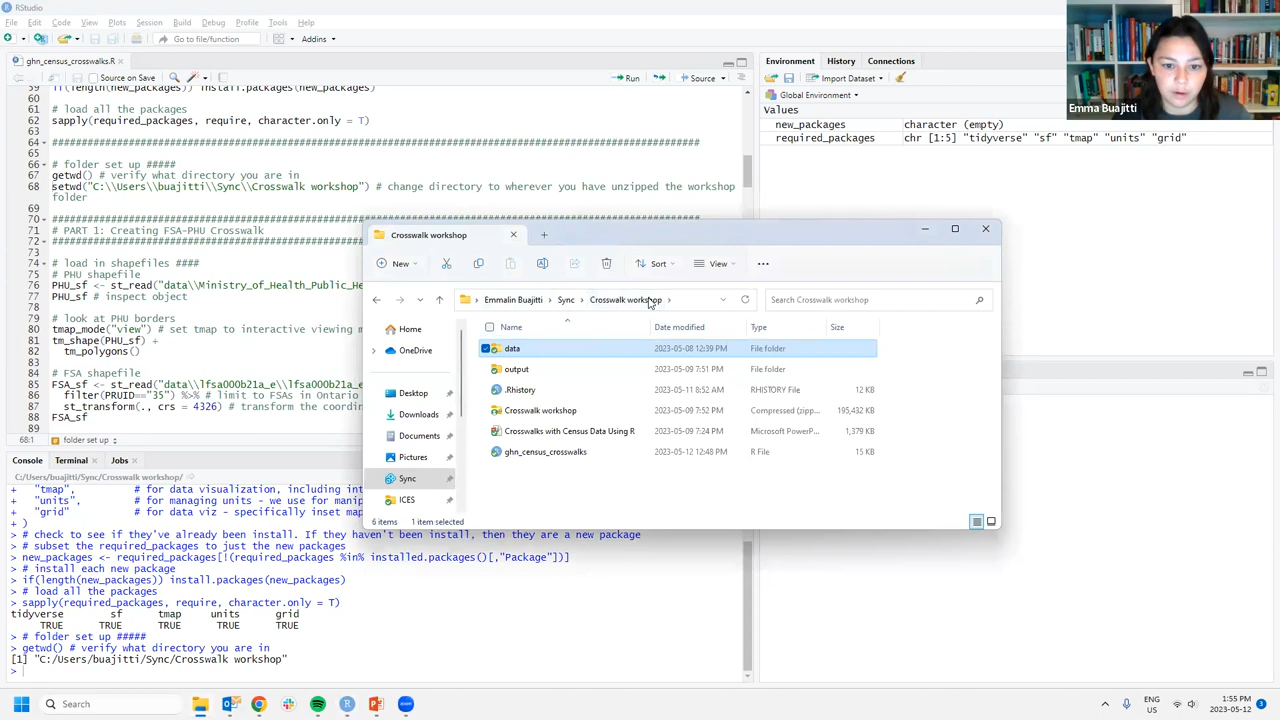 RStudio
File Edit Code View Plots Session Build Debug Profile Tools Help
Go to file/function
Addins
ghn_census_crosswalks.R
Source on Save
Run
Source
59 if(length(new_packages)) install.packages(new_packages)
60
61 # load all the packages
62 sapply(required_packages, require, character.only = T)
63
64
65
66 # folder set up #####
67 getwd() # verify what directory you are in
68 setwd("C:\\Users\\buajitti\\Sync\\Crosswalk workshop") # change directory to wherever you have unzipped the workshop
folder
69
70
71 # PART 1: Creating FSA-PHU Crosswalk
72
73
74 # load in shapefiles ####
75 # PHU shapefile
76 PHU_sf <- st_read("data\\Ministry_of_Health_Public_He
77 PHU_sf # inspect object
78
79 # look at PHU borders
80 tmap_mode("view") # set tmap to interactive viewing m
81 tm_shape(PHU_sf) +
82 tm_polygons()
83
84 # FSA shapefile
85 FSA_sf <- st_read("data\\lfsa000b21a_e\\lfsa000b21a_e
86 filter(PRUID=="35") %>% # limit to FSAs in Ontario
87 st_transform(., crs = 4326) # transform the coordin
88 FSA_sf
89
68:1 folder set up
Console Terminal Jobs
C:/Users/buajitti/Sync/Crosswalk workshop/
+ "tmap", # for data visualization, including int
+ "units", # for managing units - we use for manip
+ "grid" # for data viz - specifically inset map
+ )
> # check to see if they've already been install. If they haven't been install, then they are a new package
> # subset the required_packages to just the new packages
> new_packages <- required_packages[!(required_packages %in% installed.packages()[,"Package"])]
> # install each new package
> if(length(new_packages)) install.packages(new_packages)
> # load all the packages
> sapply(required_packages, require, character.only = T)
tidyverse sf tmap units grid
TRUE TRUE TRUE TRUE TRUE
> # folder set up #####
> getwd() # verify what directory you are in
[1] "C:/Users/buajitti/Sync/Crosswalk workshop"
>
Environment History Connections
Import Dataset
Global Environment
Values
new_packages character (empty)
required_packages chr [1:5] "tidyverse" "sf" "tmap" "units" "grid"
Emma Buajitti
Crosswalk workshop
New Sort View
Emmalin Buajitti > Sync > Crosswalk workshop >
Search Crosswalk workshop
Home
OneDrive
Desktop
Downloads
Documents
Pictures
Sync
ICES
Name Date modified Type Size
data 2023-05-08 12:39 PM File folder
output 2023-05-09 7:51 PM File folder
.Rhistory 2023-05-11 8:52 AM RHISTORY File 12 KB
Crosswalk workshop 2023-05-09 7:52 PM Compressed (zipp... 195,432 KB
Crosswalks with Census Data Using R 2023-05-09 7:24 PM Microsoft PowerP... 1,379 KB
ghn_census_crosswalks 2023-05-12 12:48 PM R File 15 KB
6 items 1 item selected
Search
ENG
US
1:55 PM
2023-05-12
3